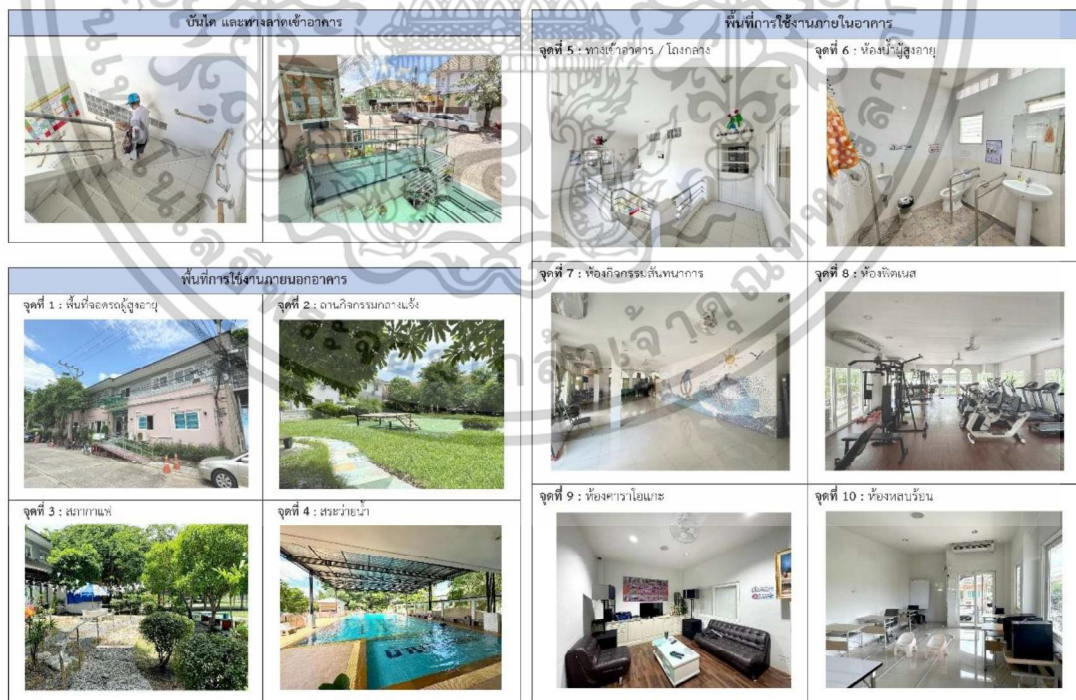 บันได และทางลาดเข้าอาคาร
พื้นที่การใช้งานภายนอกอาคาร
จุดที่ 1 : พื้นที่จอดรถผู้สูงอายุ
จุดที่ 2 : ลานกิจกรรมกลางแจ้ง
จุดที่ 3 : สภากาแฟ
จุดที่ 4 : สระว่ายน้ำ
พื้นที่การใช้งานภายในอาคาร
จุดที่ 5 : ทางเข้าอาคาร / โถงกลาง
จุดที่ 6 : ห้องน้ำผู้สูงอายุ
จุดที่ 7 : ห้องกิจกรรมสันทนาการ
จุดที่ 8 : ห้องฟิตเนส
จุดที่ 9 : ห้องคาราโอเกะ
จุดที่ 10 : ห้องหลบร้อน